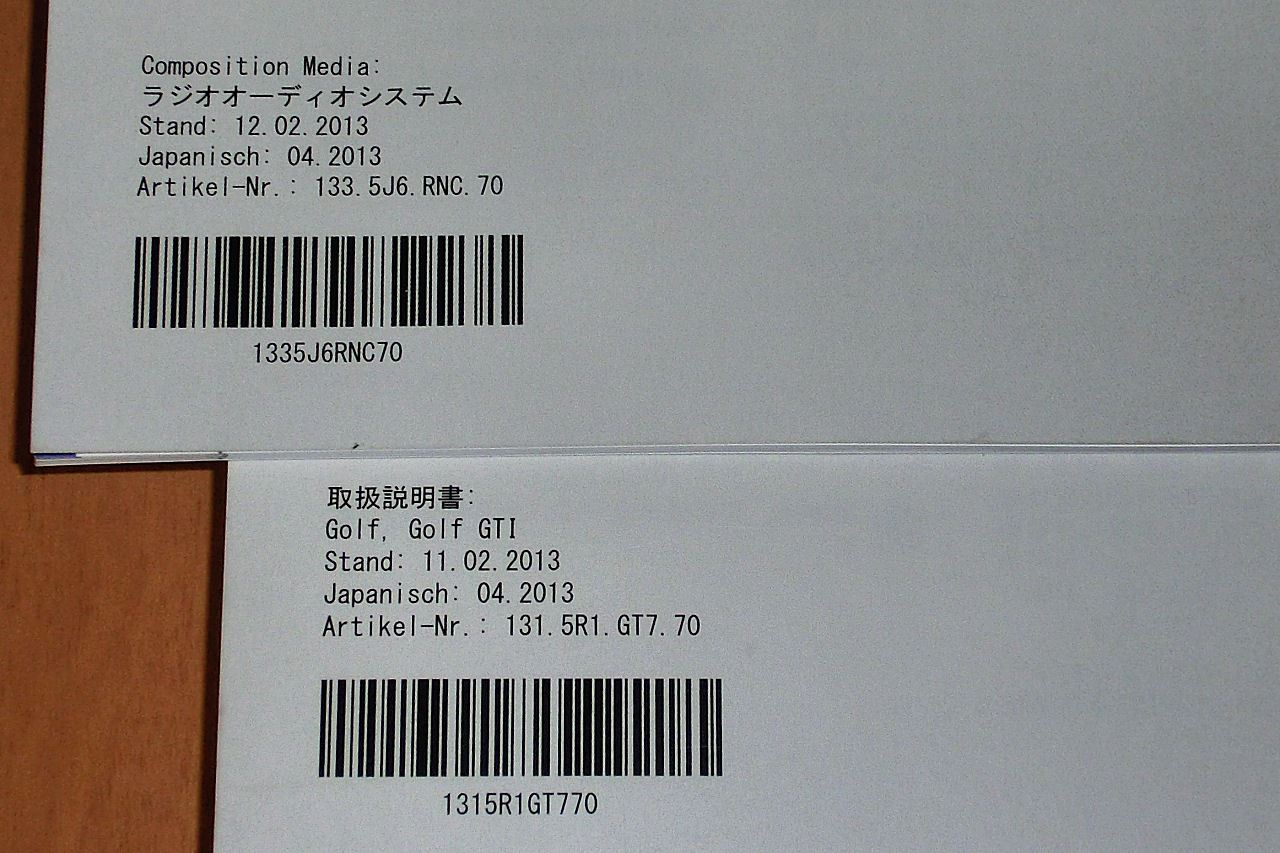 Composition Media:
ラジオオーディオシステム
Stand: 12.02.2013
Japanisch: 04.2013
Artikel-Nr.: 133.5J6.RNC.70
1335J6RNC70
取扱説明書:
Golf, Golf GTI
Stand: 11.02.2013
Japanisch: 04.2013
Artikel-Nr.: 131.5R1.GT7.70
1315R1GT770